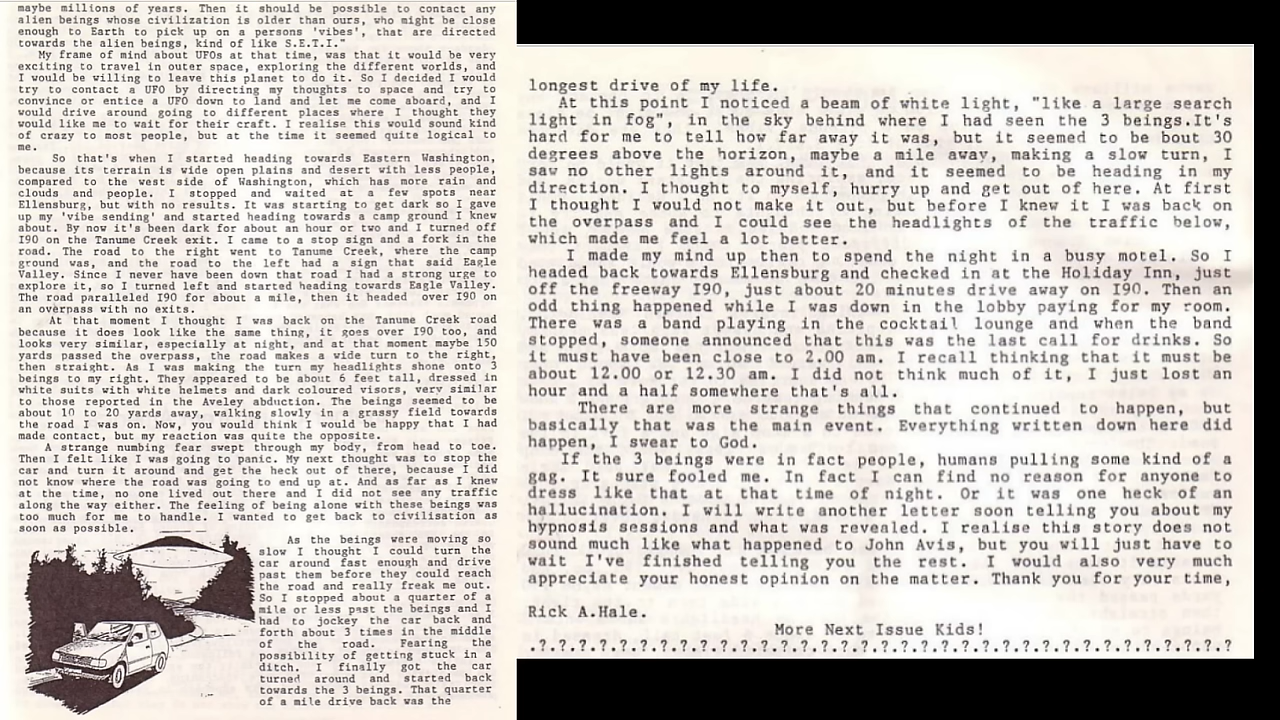 maybe millions of years. Then it should be possible to contact any
alien beings whose civilization is older than ours, who might be close
enough to Earth to pick up on a persons 'vibes', that are directed
towards the alien beings, kind of like S.E.T.I."
My frame of mind about UFOs at that time, was that it would be very
exciting to travel in outer space, exploring the different worlds, and
I would be willing to leave this planet to do it. So I decided I would
try to contact a UFO by directing my thoughts to space and try to
convince or entice a UFO down to land and let me come aboard, and I
would drive around going to different places where I thought they
would like me to wait for their craft. I realise this would sound kind
of crazy to most people, but at the time it seemed quite logical to
me.
So that's when I started heading towards Eastern Washington,
because its terrain is wide open plains and desert with less people,
compared to the west side of Washington, which has more rain and
clouds and people. I stopped and waited at a few spots near
Ellensburg, but with no results. It was starting to get dark so I gave
up my 'vibe sending' and started heading towards a camp ground I knew
about. By now it's been dark for about an hour or two and I turned off
I90 on the Tanume Creek exit. I came to a stop sign and a fork in the
road. The road to the right went to Tanume Creek, where the camp
ground was, and the road to the left had a sign that said Eagle
Valley. Since I never have been down that road I had a strong urge to
explore it, so I turned left and started heading towards Eagle Valley.
The road paralleled I90 for about a mile, then it headed over I90 on
an overpass with no exits.
At that moment I thought I was back on the Tanume Creek road
because it does look like the same thing, it goes over I90 too, and
looks very similar, especially at night, and at that moment maybe 150
yards passed the overpass, the road makes a wide turn to the right,
then straight. As I was making the turn my headlights shone onto 3
beings to my right. They appeared to be about 6 feet tall, dressed in
white suits with white helmets and dark coloured visors, very similar
to those reported in the Aveley abduction. The beings seemed to be
about 10 to 20 yards away, walking slowly in a grassy field towards
the road I was on. Now, you would think I would be happy that I had
made contact, but my reaction was quite the opposite.
A strange numbing fear swept through my body, from head to toe.
Then I felt like I was going to panic. My next thought was to stop the
car and turn it around and get the heck out of there, because I did
not know where the road was going to end up at. And as far as I knew
at the time, no one lived out there and I did not see any traffic
along the way either. The feeling of being alone with these beings was
too much for me to handle. I wanted to get back to civilisation as
soon as possible.
As the beings were moving so
slow I thought I could turn the
car around fast enough and drive
past them before they could reach
the road and really freak me out.
So I stopped about a quarter of a
mile or less past the beings and I
had to jockey the car back and
forth about 3 times in the middle
of the road. Fearing the
possibility of getting stuck in a
ditch. I finally got the car
turned around and started back
towards the 3 beings. That quarter
of a mile drive back was the
longest drive of my life.
At this point I noticed a beam of white light, "like a large search
light in fog", in the sky behind where I had seen the 3 beings.It's
hard for me to tell how far away it was, but it seemed to be bout 30
degrees above the horizon, maybe a mile away, making a slow turn, I
saw no other lights around it, and it seemed to be heading in my
direction. I thought to myself, hurry up and get out of here. At first
I thought I would not make it out, but before I knew it I was back on
the overpass and I could see the headlights of the traffic below,
which made me feel a lot better.
I made my mind up then to spend the night in a busy motel. So I
headed back towards Ellensburg and checked in at the Holiday Inn, just
off the freeway I90, just about 20 minutes drive away on I90. Then an
odd thing happened while I was down in the lobby paying for my room.
There was a band playing in the cocktail lounge and when the band
stopped, someone announced that this was the last call for drinks. So
it must have been close to 2.00 am. I recall thinking that it must be
about 12.00 or 12.30 am. I did not think much of it, I just lost an
hour and a half somewhere that's all.
There are more strange things that continued to happen, but
basically that was the main event. Everything written down here did
happen, I swear to God.
If the 3 beings were in fact people, humans pulling some kind of a
gag. It sure fooled me. In fact I can find no reason for anyone to
dress like that at that time of night. Or it was one heck of an
hallucination. I will write another letter soon telling you about my
hypnosis sessions and what was revealed. I realise this story does not
sound much like what happened to John Avis, but you will just have to
wait I've finished telling you the rest. I would also very much
appreciate your honest opinion on the matter. Thank you for your time,
Rick A.Hale.
More Next Issue Kids!
.?.?.?.?.?.?.?.?.?.?.?.?.?.?.?.?.?.?.?.?.?.?.?.?.?.?.?.?.?.?.?.?.?.?